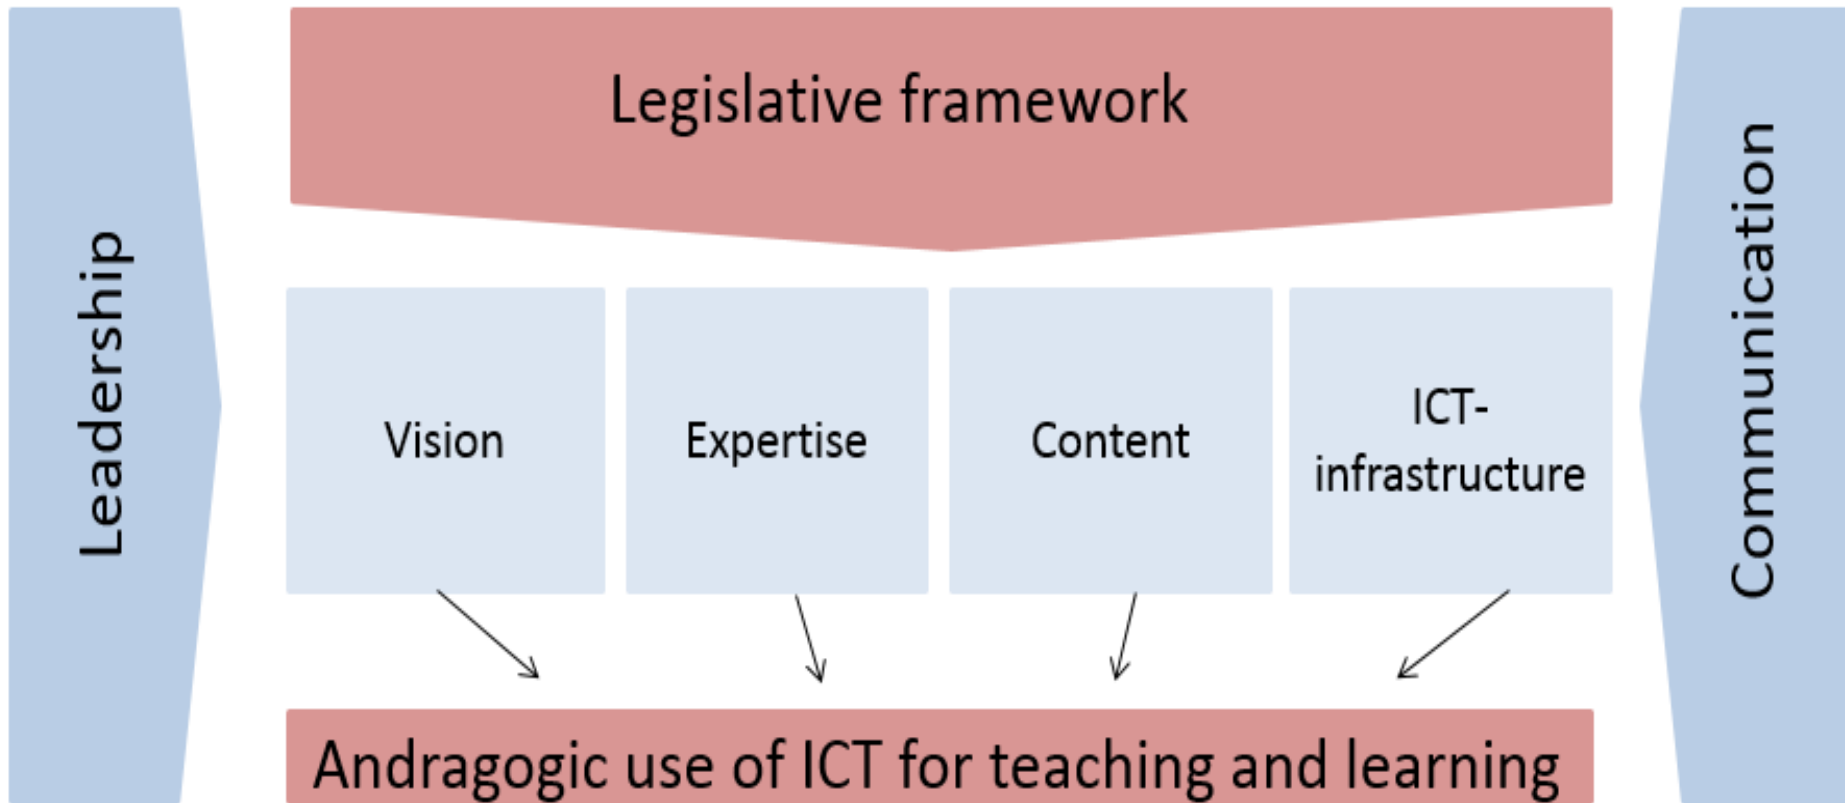 Legislative framework
Leadership
Vision
Expertise
Content
ICT-
infrastructure
Communication
Andragogic use of ICT for teaching and learning